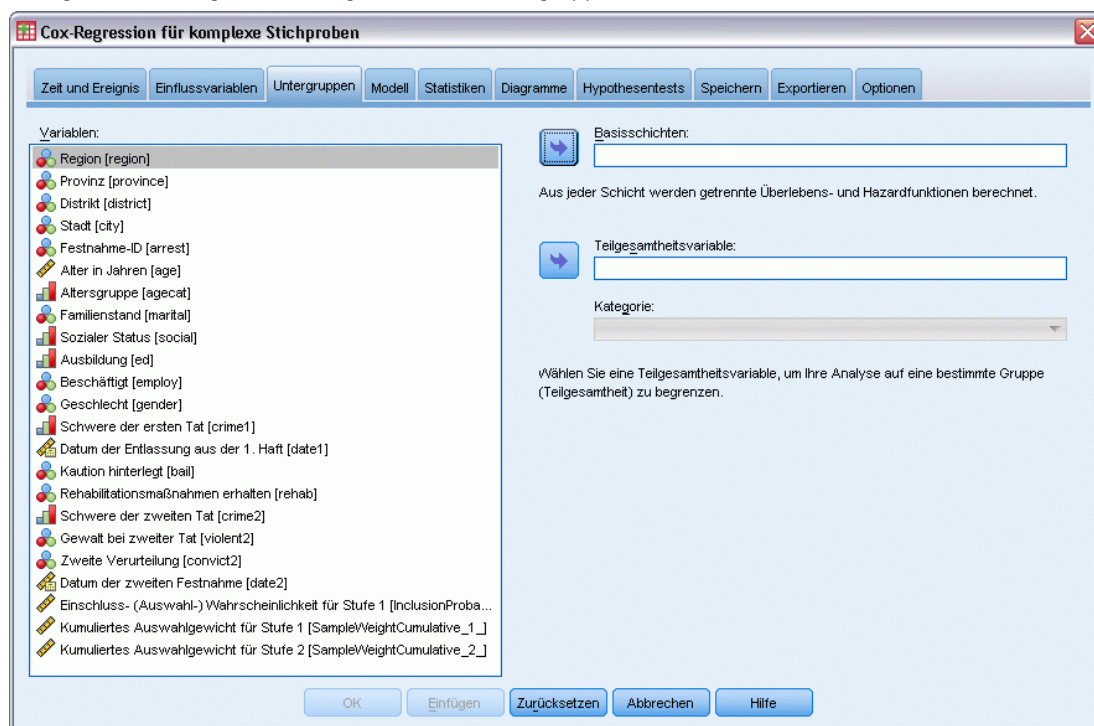 Cox-Regression für komplexe Stichproben
Zeit und Ereignis Einflussvariablen Untergruppen Modell Statistiken Diagramme Hypothesentests Speichern Exportieren Optionen
Variablen:
Region [region]
Provinz [province]
Distrikt [district]
Stadt [city]
Festnahme-ID [arrest]
Alter in Jahren [age]
Altersgruppe [agecat]
Familienstand [marital]
Sozialer Status [social]
Ausbildung [ed]
Beschäftigt [employ]
Geschlecht [gender]
Schwere der ersten Tat [crime1]
Datum der Entlassung aus der 1. Haft [date1]
Kaution hinterlegt [bail]
Rehabilitationsmaßnahmen erhalten [rehab]
Schwere der zweiten Tat [crime2]
Gewalt bei zweiter Tat [violent2]
Zweite Verurteilung [convict2]
Datum der zweiten Festnahme [date2]
Einschluss- (Auswahl-) Wahrscheinlichkeit für Stufe 1 [InclusionProba...
Kumuliertes Auswahlgewicht für Stufe 1 [SampleWeightCumulative_1_]
Kumuliertes Auswahlgewicht für Stufe 2 [SampleWeightCumulative_2_]
Basisschichten:
Aus jeder Schicht werden getrennte Überlebens- und Hazardfunktionen berechnet.
Teilgesamtheitsvariable:
Kategorie:
Wählen Sie eine Teilgesamtheitsvariable, um Ihre Analyse auf eine bestimmte Gruppe
(Teilgesamtheit) zu begrenzen.
OK Einfügen Zurücksetzen Abbrechen Hilfe